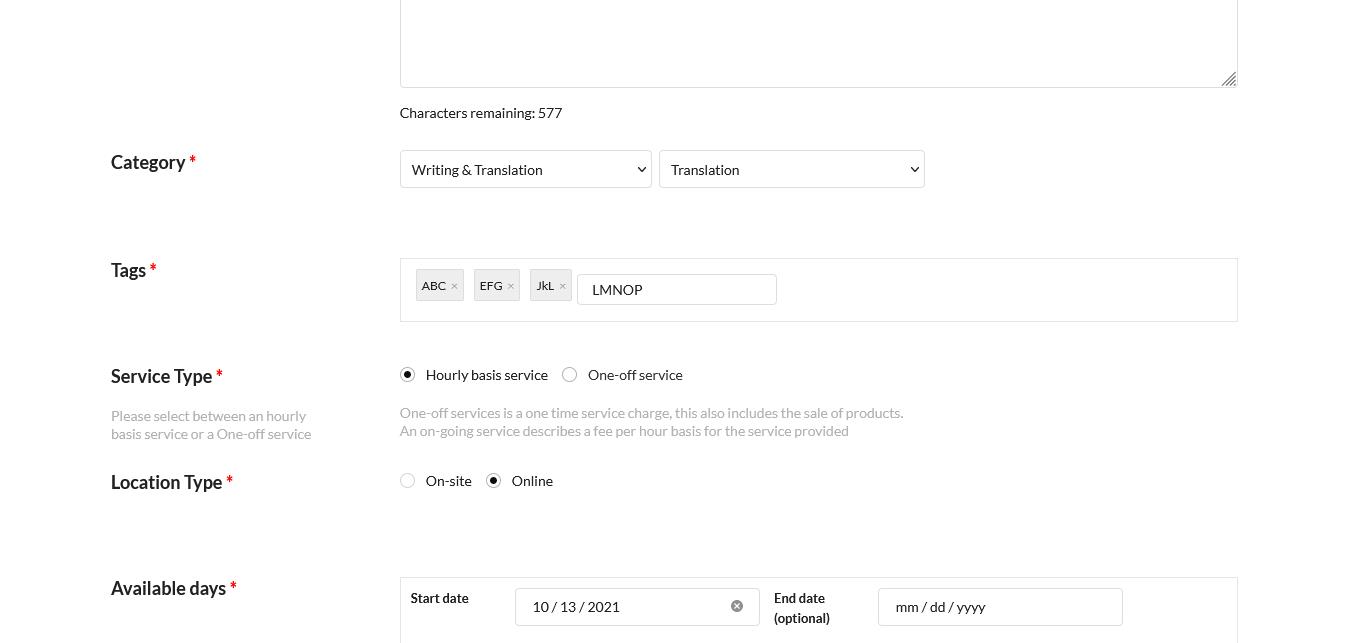 Characters remaining: 577
Category *
Writing & Translation
Translation
Tags *
ABC ×
EFG ×
JkL ×
LMNOP
Service Type *
Hourly basis service
One-off service
Please select between an hourly
basis service or a One-off service
One-off services is a one time service charge, this also includes the sale of products.
An on-going service describes a fee per hour basis for the service provided
Location Type *
On-site
Online
Available days *
Start date
10 / 13 / 2021
End date
(optional)
mm / dd / yyyy